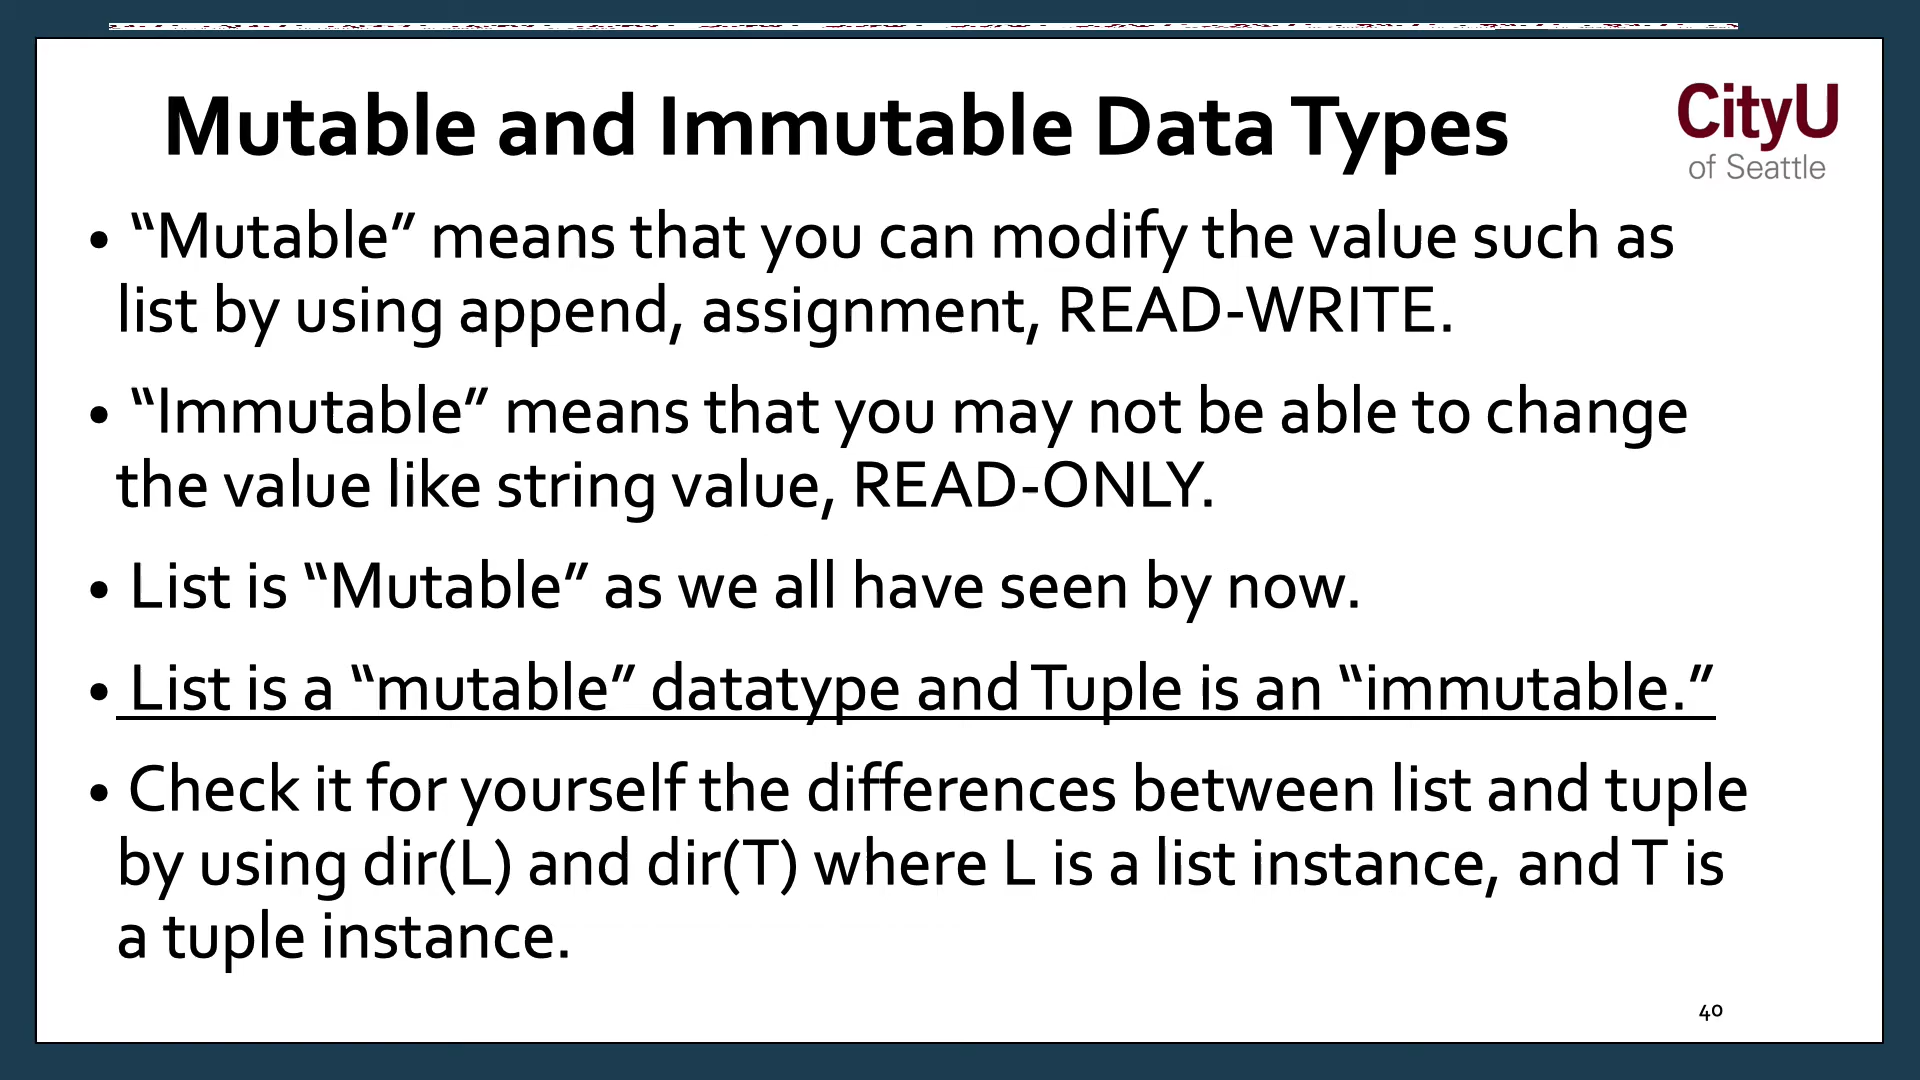 Mutable and Immutable Data Types
CityU
of Seattle
• “Mutable” means that you can modify the value such as
list by using append, assignment, READ-WRITE.
• “Immutable” means that you may not be able to change
the value like string value, READ-ONLY.
• List is “Mutable” as we all have seen by now.
• List is a “mutable” datatype and Tuple is an “immutable.”
• Check it for yourself the differences between list and tuple
by using dir(L) and dir(T) where L is a list instance, and T is
a tuple instance.
40